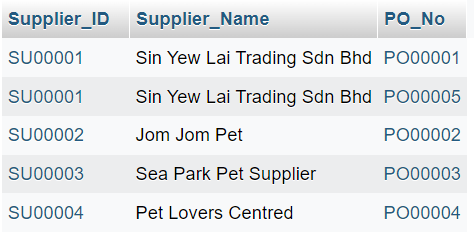 Supplier_ID Supplier_Name PO_No
SU00001 Sin Yew Lai Trading Sdn Bhd PO00001
SU00001 Sin Yew Lai Trading Sdn Bhd PO00005
SU00002 Jom Jom Pet PO00002
SU00003 Sea Park Pet Supplier PO00003
SU00004 Pet Lovers Centred PO00004